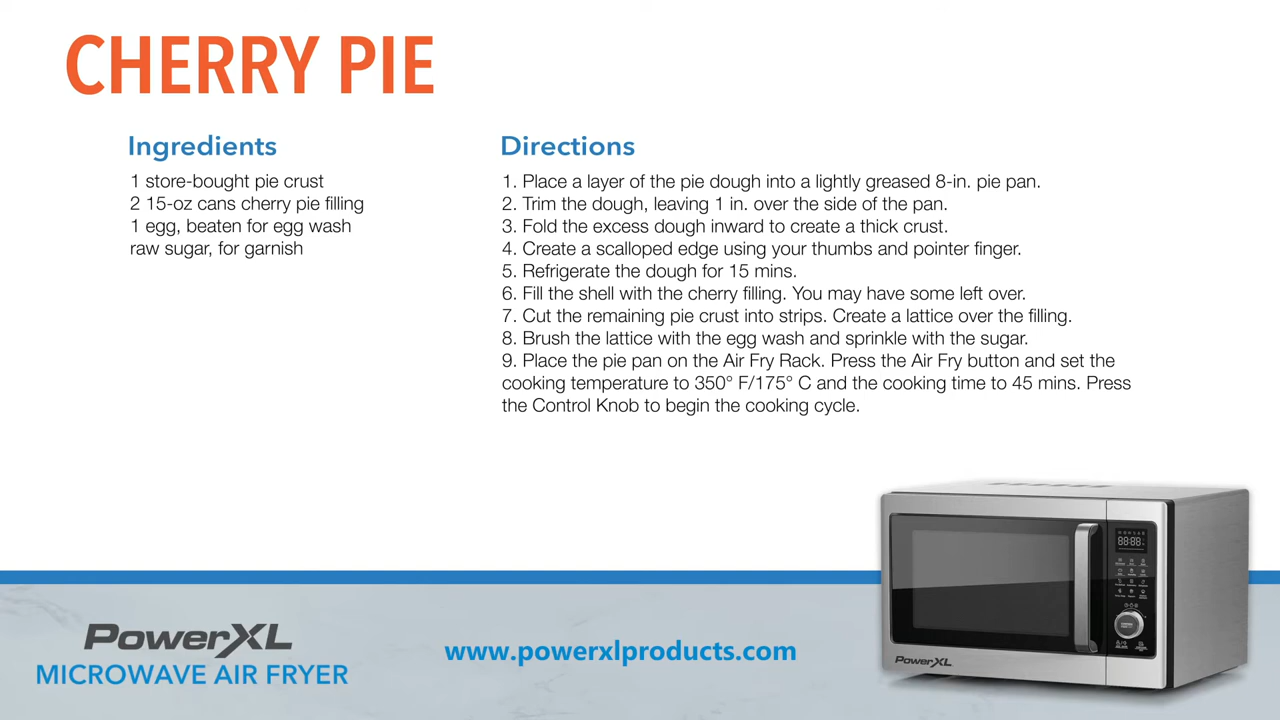 CHERRY PIE
Ingredients
1 store-bought pie crust
2 15-oz cans cherry pie filling
1 egg, beaten for egg wash
raw sugar, for garnish
Directions
1. Place a layer of the pie dough into a lightly greased 8-in. pie pan.
2. Trim the dough, leaving 1 in. over the side of the pan.
3. Fold the excess dough inward to create a thick crust.
4. Create a scalloped edge using your thumbs and pointer finger.
5. Refrigerate the dough for 15 mins.
6. Fill the shell with the cherry filling. You may have some left over.
7. Cut the remaining pie crust into strips. Create a lattice over the filling.
8. Brush the lattice with the egg wash and sprinkle with the sugar.
9. Place the pie pan on the Air Fry Rack. Press the Air Fry button and set the
cooking temperature to 350° F/175° C and the cooking time to 45 mins. Press
the Control Knob to begin the cooking cycle.
PowerXL
MICROWAVE AIR FRYER
www.powerxlproducts.com
88:88
PowerXL